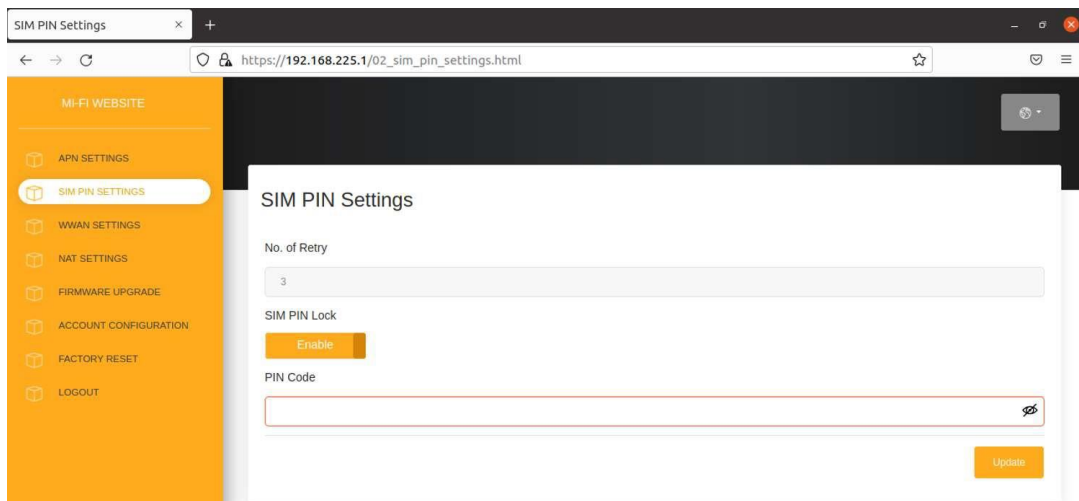 SIM PIN Settings
https://192.168.225.1/02_sim_pin_settings.html
MI-FI WEBSITE
APN SETTINGS
SIM PIN SETTINGS
WWAN SETTINGS
NAT SETTINGS
FIRMWARE UPGRADE
ACCOUNT CONFIGURATION
FACTORY RESET
LOGOUT
SIM PIN Settings
No. of Retry
3
SIM PIN Lock
Enable
PIN Code
Update